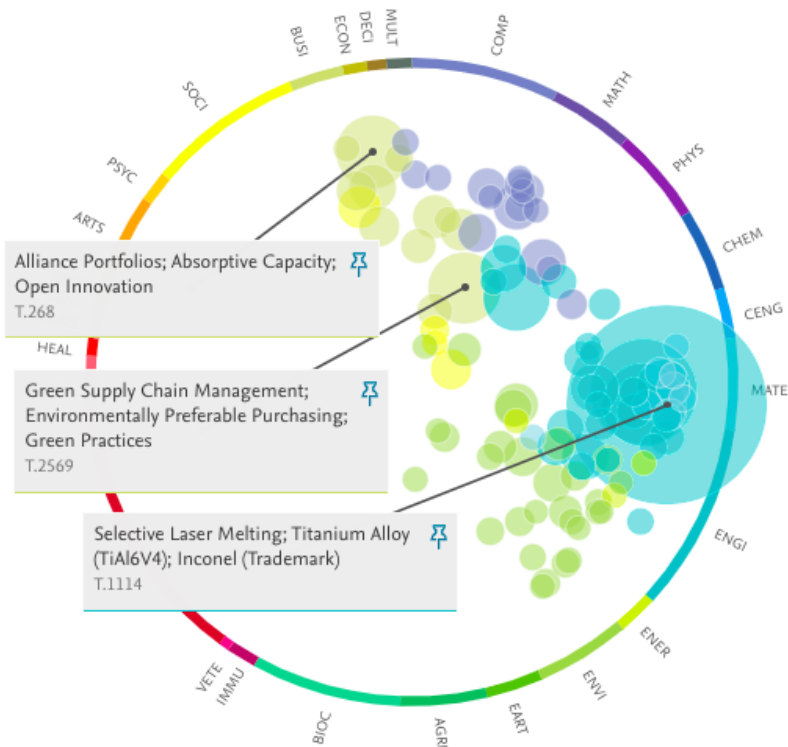 MULT
DECI
ECON
BUSI
COMP
SOCI
MATH
PSYC
PHYS
ARTS
CHEM
Alliance Portfolios; Absorptive Capacity;
Open Innovation
T.268
CENG
HEAL
Green Supply Chain Management;
Environmentally Preferable Purchasing;
Green Practices
T.2569
MATE
Selective Laser Melting; Titanium Alloy
(TiAl6V4); Inconel (Trademark)
T.1114
ENGI
ENER
VETE
IMMU
ENVI
BIOC
AGRI
EART